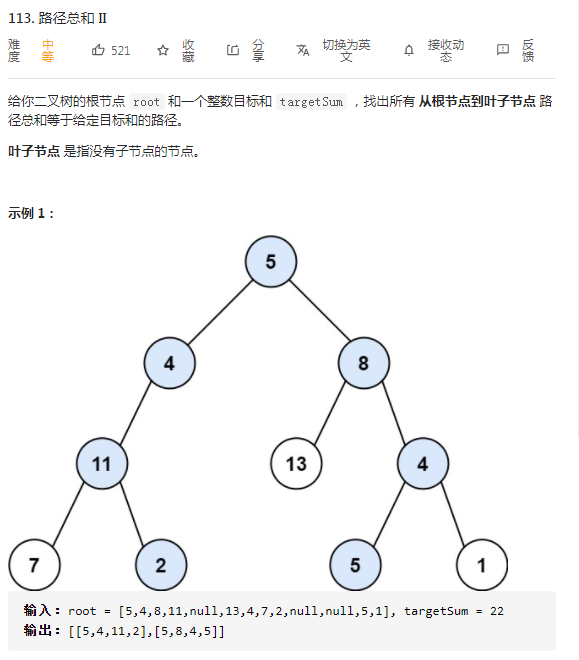 113. 路径总和 II
难度 中等 521 收藏 分享 切换为英文 接收动态 反馈
给你二叉树的根节点 root 和一个整数目标和 targetSum ，找出所有 从根节点到叶子节点 路
径总和等于给定目标和的路径。
叶子节点 是指没有子节点的节点。
示例 1：
5
4 8
11 13 4
7 2 5 1
输入：root = [5,4,8,11,null,13,4,7,2,null,null,5,1], targetSum = 22
输出：[[5,4,11,2],[5,8,4,5]]